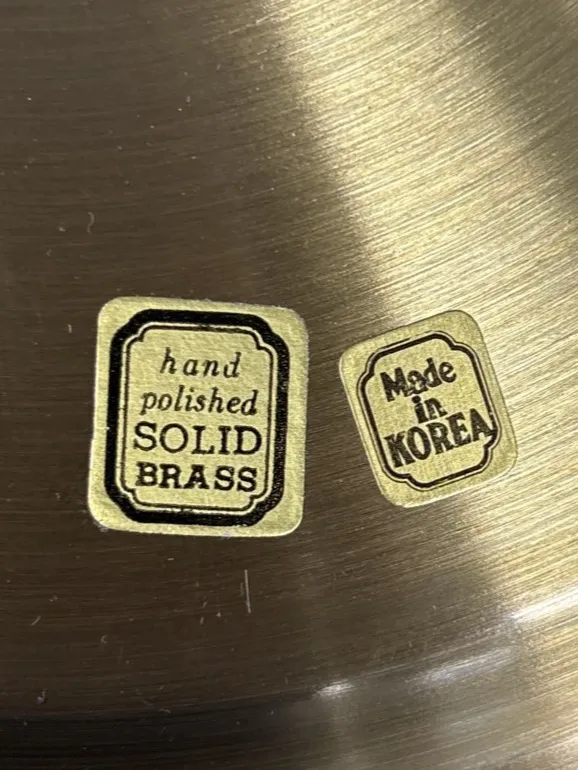 hand
polished
SOLID
BRASS
Made
in
KOREA